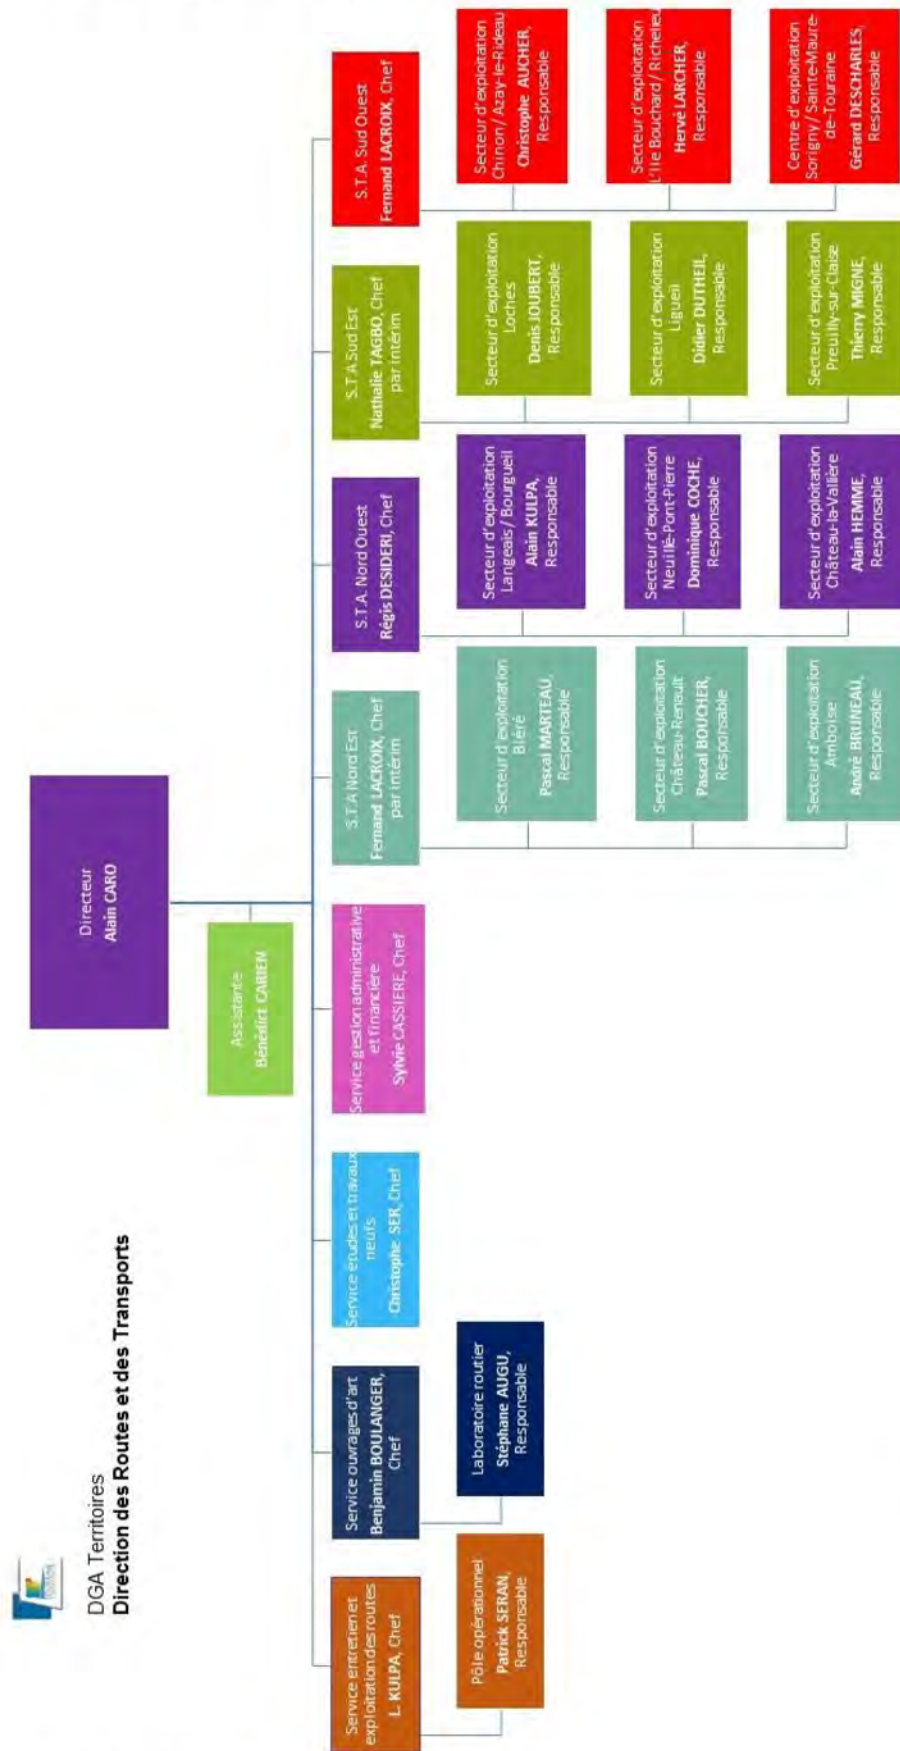 DGA Territoires
Direction des Routes et des Transports
Directeur
Alain CARO
Assistante
Bénédict CARIEN
Service entretien et
exploitation des routes
L. KULPA, Chef
Pôle opérationnel
Patrick SERAN,
Responsable
Service ouvrages d'art
Benjamin BOULANGER,
Chef
Laboratoire routier
Stéphane AUGU,
Responsable
Service études et travaux
neufs
Christophe SER, Chef
Service gestion administrative
et financière
Sylvie CASSIERE, Chef
S.T.A Nord Est
Fernand LACROIX, Chef
par intérim
Secteur d'exploitation
Bléré
Pascal MARTEAU,
Responsable
Secteur d'exploitation
Château-Renault
Pascal BOUCHER,
Responsable
Secteur d'exploitation
Amboise
André BRUNEAU,
Responsable
S.T.A. Nord Ouest
Régis DESIDERI, Chef
Secteur d'exploitation
Langeais / Bourgueil
Alain KULPA,
Responsable
Secteur d'exploitation
Neuillé-Pont-Pierre
Dominique COCHE,
Responsable
Secteur d'exploitation
Château-la-Vallière
Alain HEMME,
Responsable
S.T.A Sud Est
Nathalie TAGBO, Chef
par intérim
Secteur d'exploitation
Loches
Denis JOUBERT,
Responsable
Secteur d'exploitation
Ligueil
Didier DUTHEIL,
Responsable
Secteur d'exploitation
Preuilly-sur-Claise
Thierry MIGNE,
Responsable
S.T.A. Sud Ouest
Fernand LACROIX, Chef
Secteur d'exploitation
Chinon / Azay-le-Rideau
Christophe AUCHER,
Responsable
Secteur d'exploitation
L'Ile Bouchard / Richelieu
Hervé LARCHER,
Responsable
Centre d'exploitation
Sorigny / Sainte-Maure-
de-Touraine
Gérard DESCHARLES,
Responsable